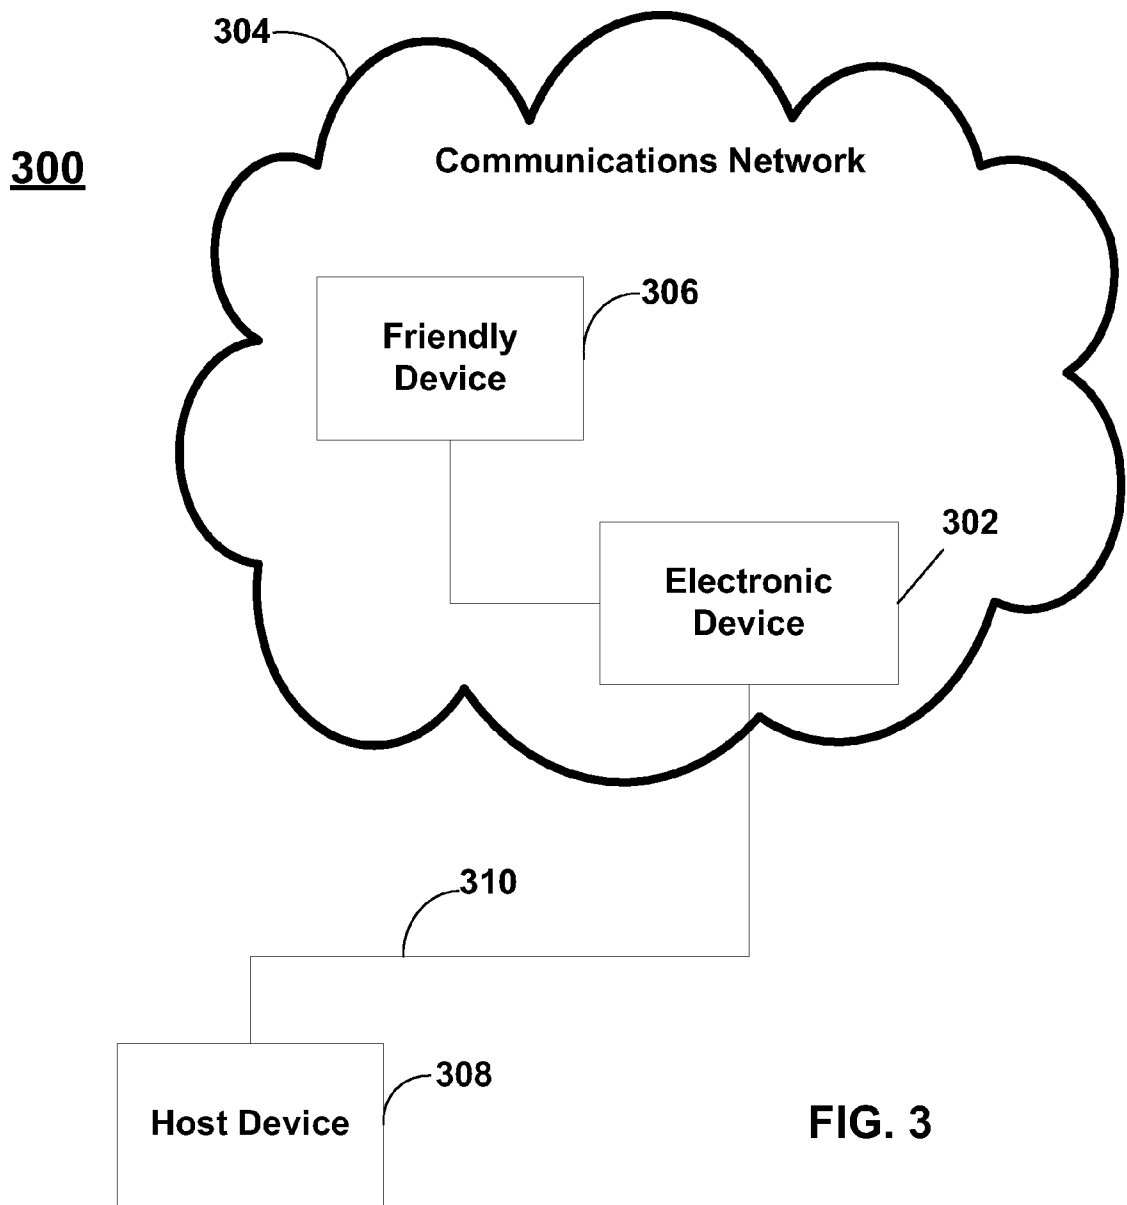 304
300
Communications Network
306
Friendly
Device
302
Electronic
Device
310
308
Host Device
FIG. 3